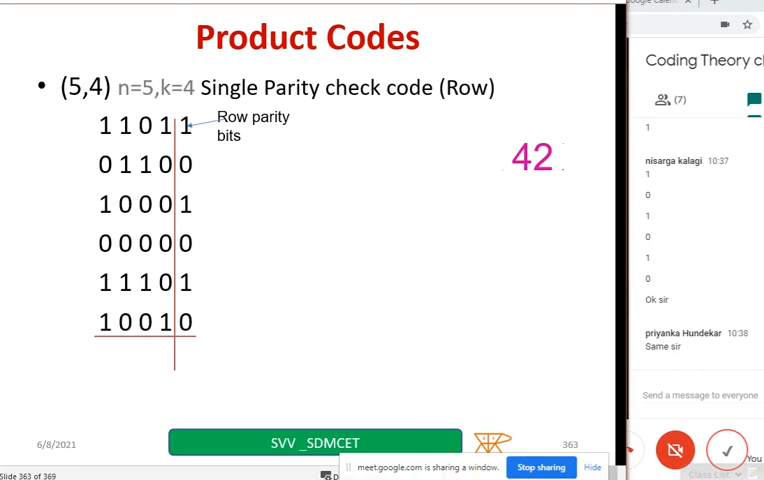 Product Codes
• (5,4) n=5,k=4 Single Parity check code (Row)
1 1 0 1 1 Row parity
bits
0 1 1 0 0
1 0 0 0 1
0 0 0 0 0
1 1 1 0 1
1 0 0 1 0
42
6/8/2021
SVV _SDMCET
363
Slide 363 of 369
meet.google.com is sharing a window.
Stop sharing
Hide
Coding Theory cl
(7)
1
nisarga kalagi 10:37
1
0
1
0
1
0
Ok sir
priyanka Hundekar 10:38
Same sir
Send a message to everyone
You
Class List